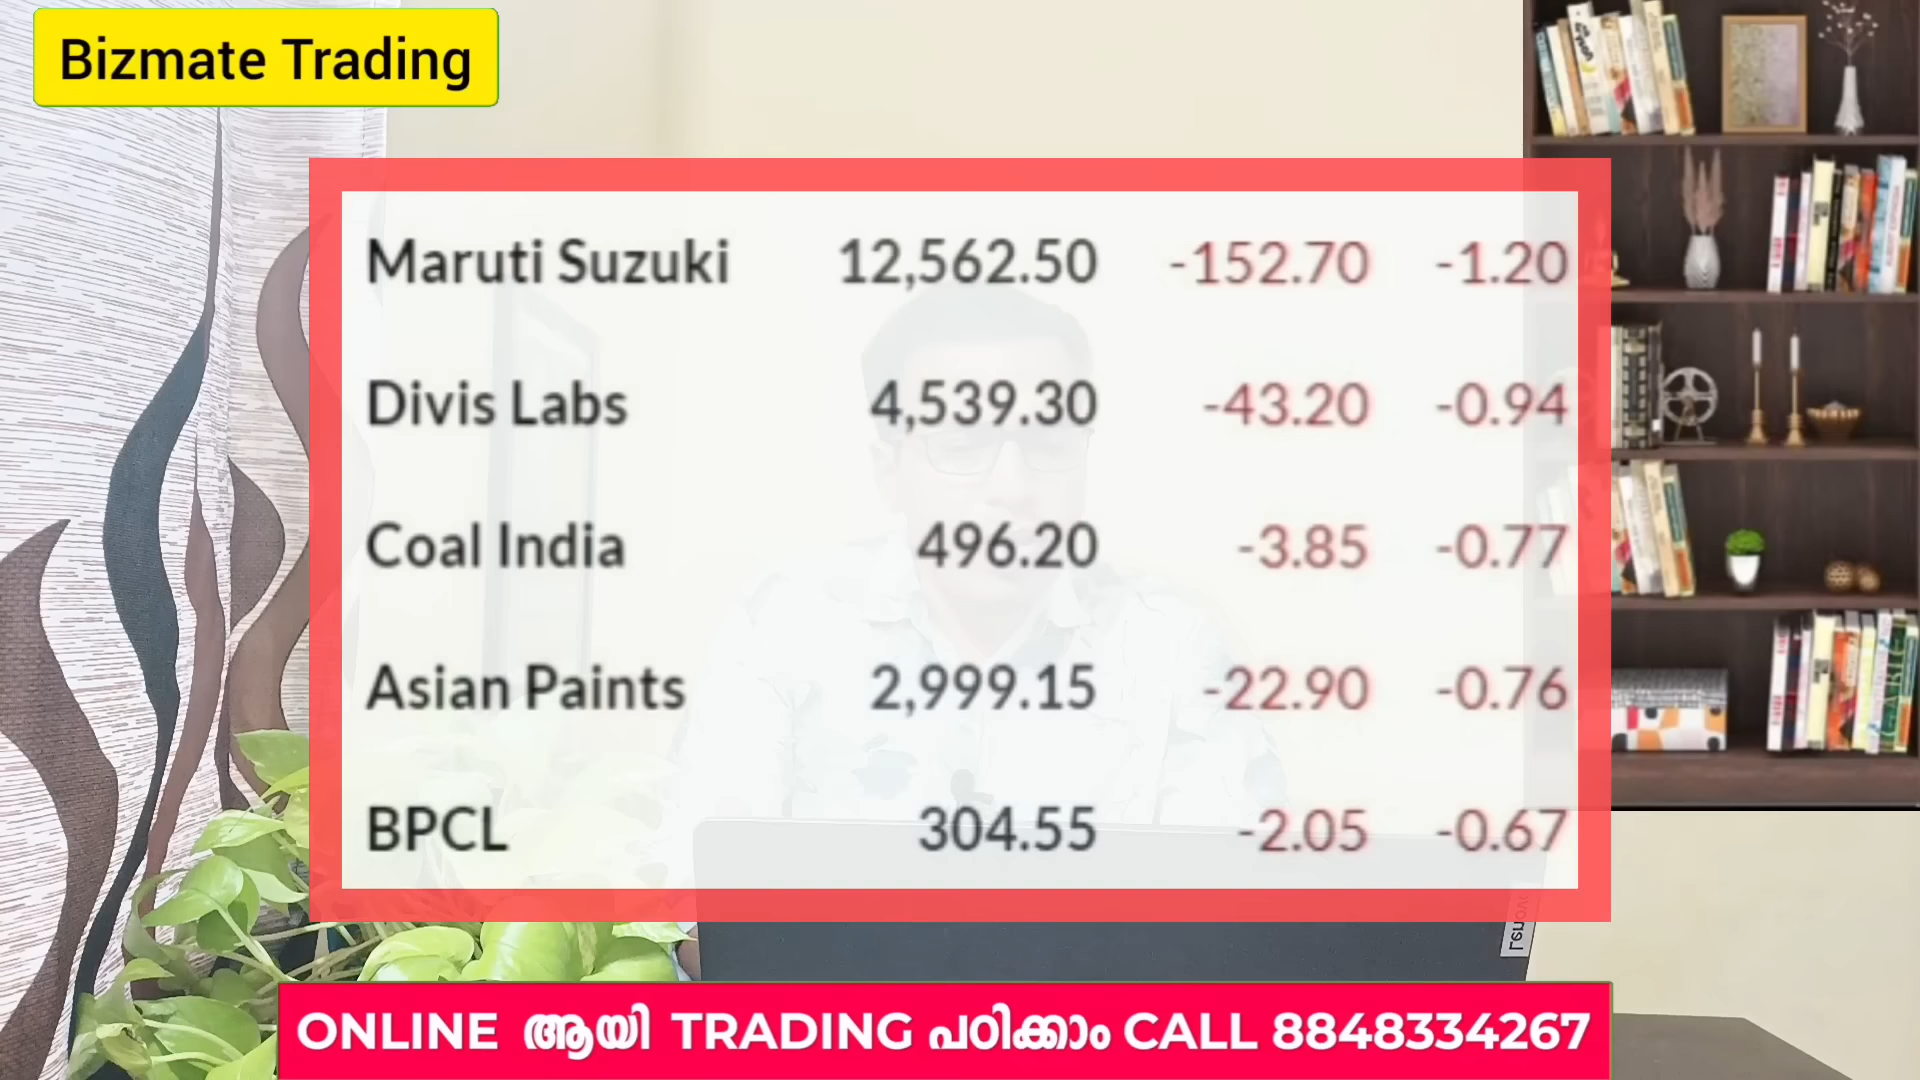 Bizmate Trading
Maruti Suzuki 12,562.50 -152.70 -1.20
Divis Labs 4,539.30 -43.20 -0.94
Coal India 496.20 -3.85 -0.77
Asian Paints 2,999.15 -22.90 -0.76
BPCL 304.55 -2.05 -0.67
Lenovo
ONLINE ആയി TRADING പഠിക്കാം CALL 8848334267